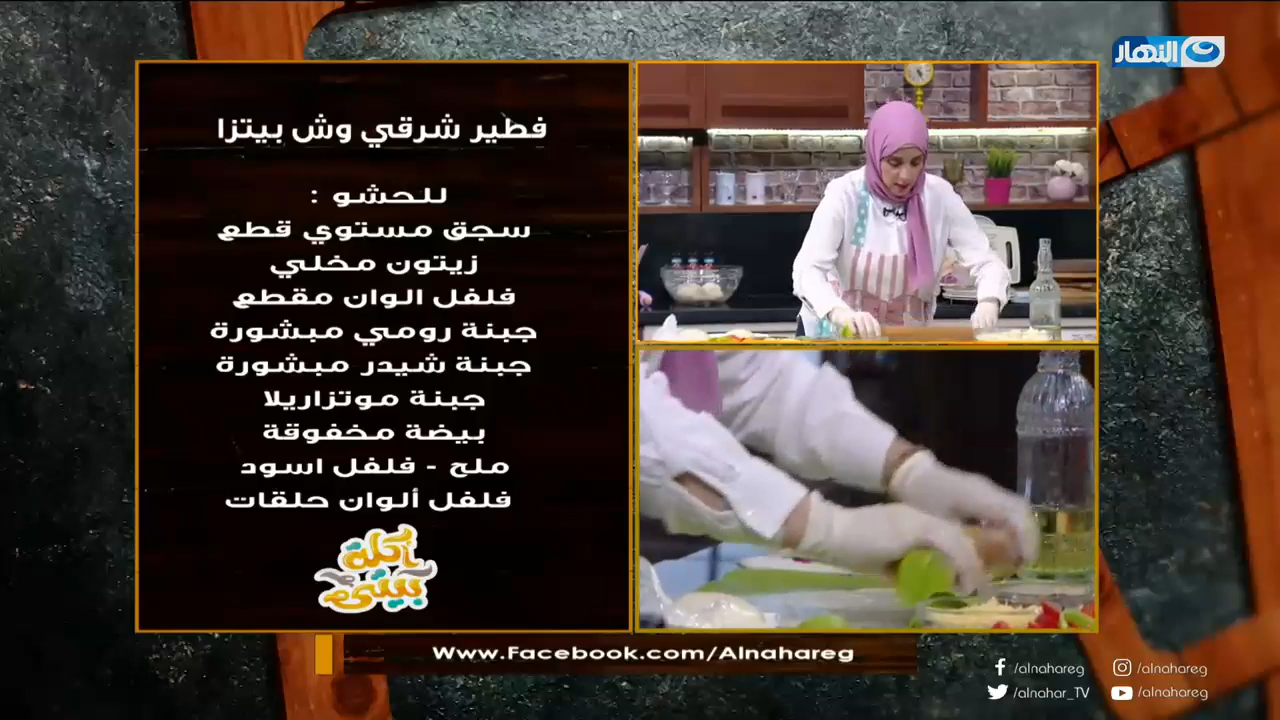 النهار
فطير شرقي وش بيتزا
للحشو :
سجق مستوي قطع
زيتون مخلي
فلفل الوان مقطع
جبنة رومي مبشورة
جبنة شيدر مبشورة
جبنة موتزاريلا
بيضة مخفوقة
ملح - فلفل اسود
فلفل ألوان حلقات
أكلة
بيتي
Www.Facebook.com/Alnahareg
/alnahareg
/alnahareg
/alnahar_TV
/alnahareg